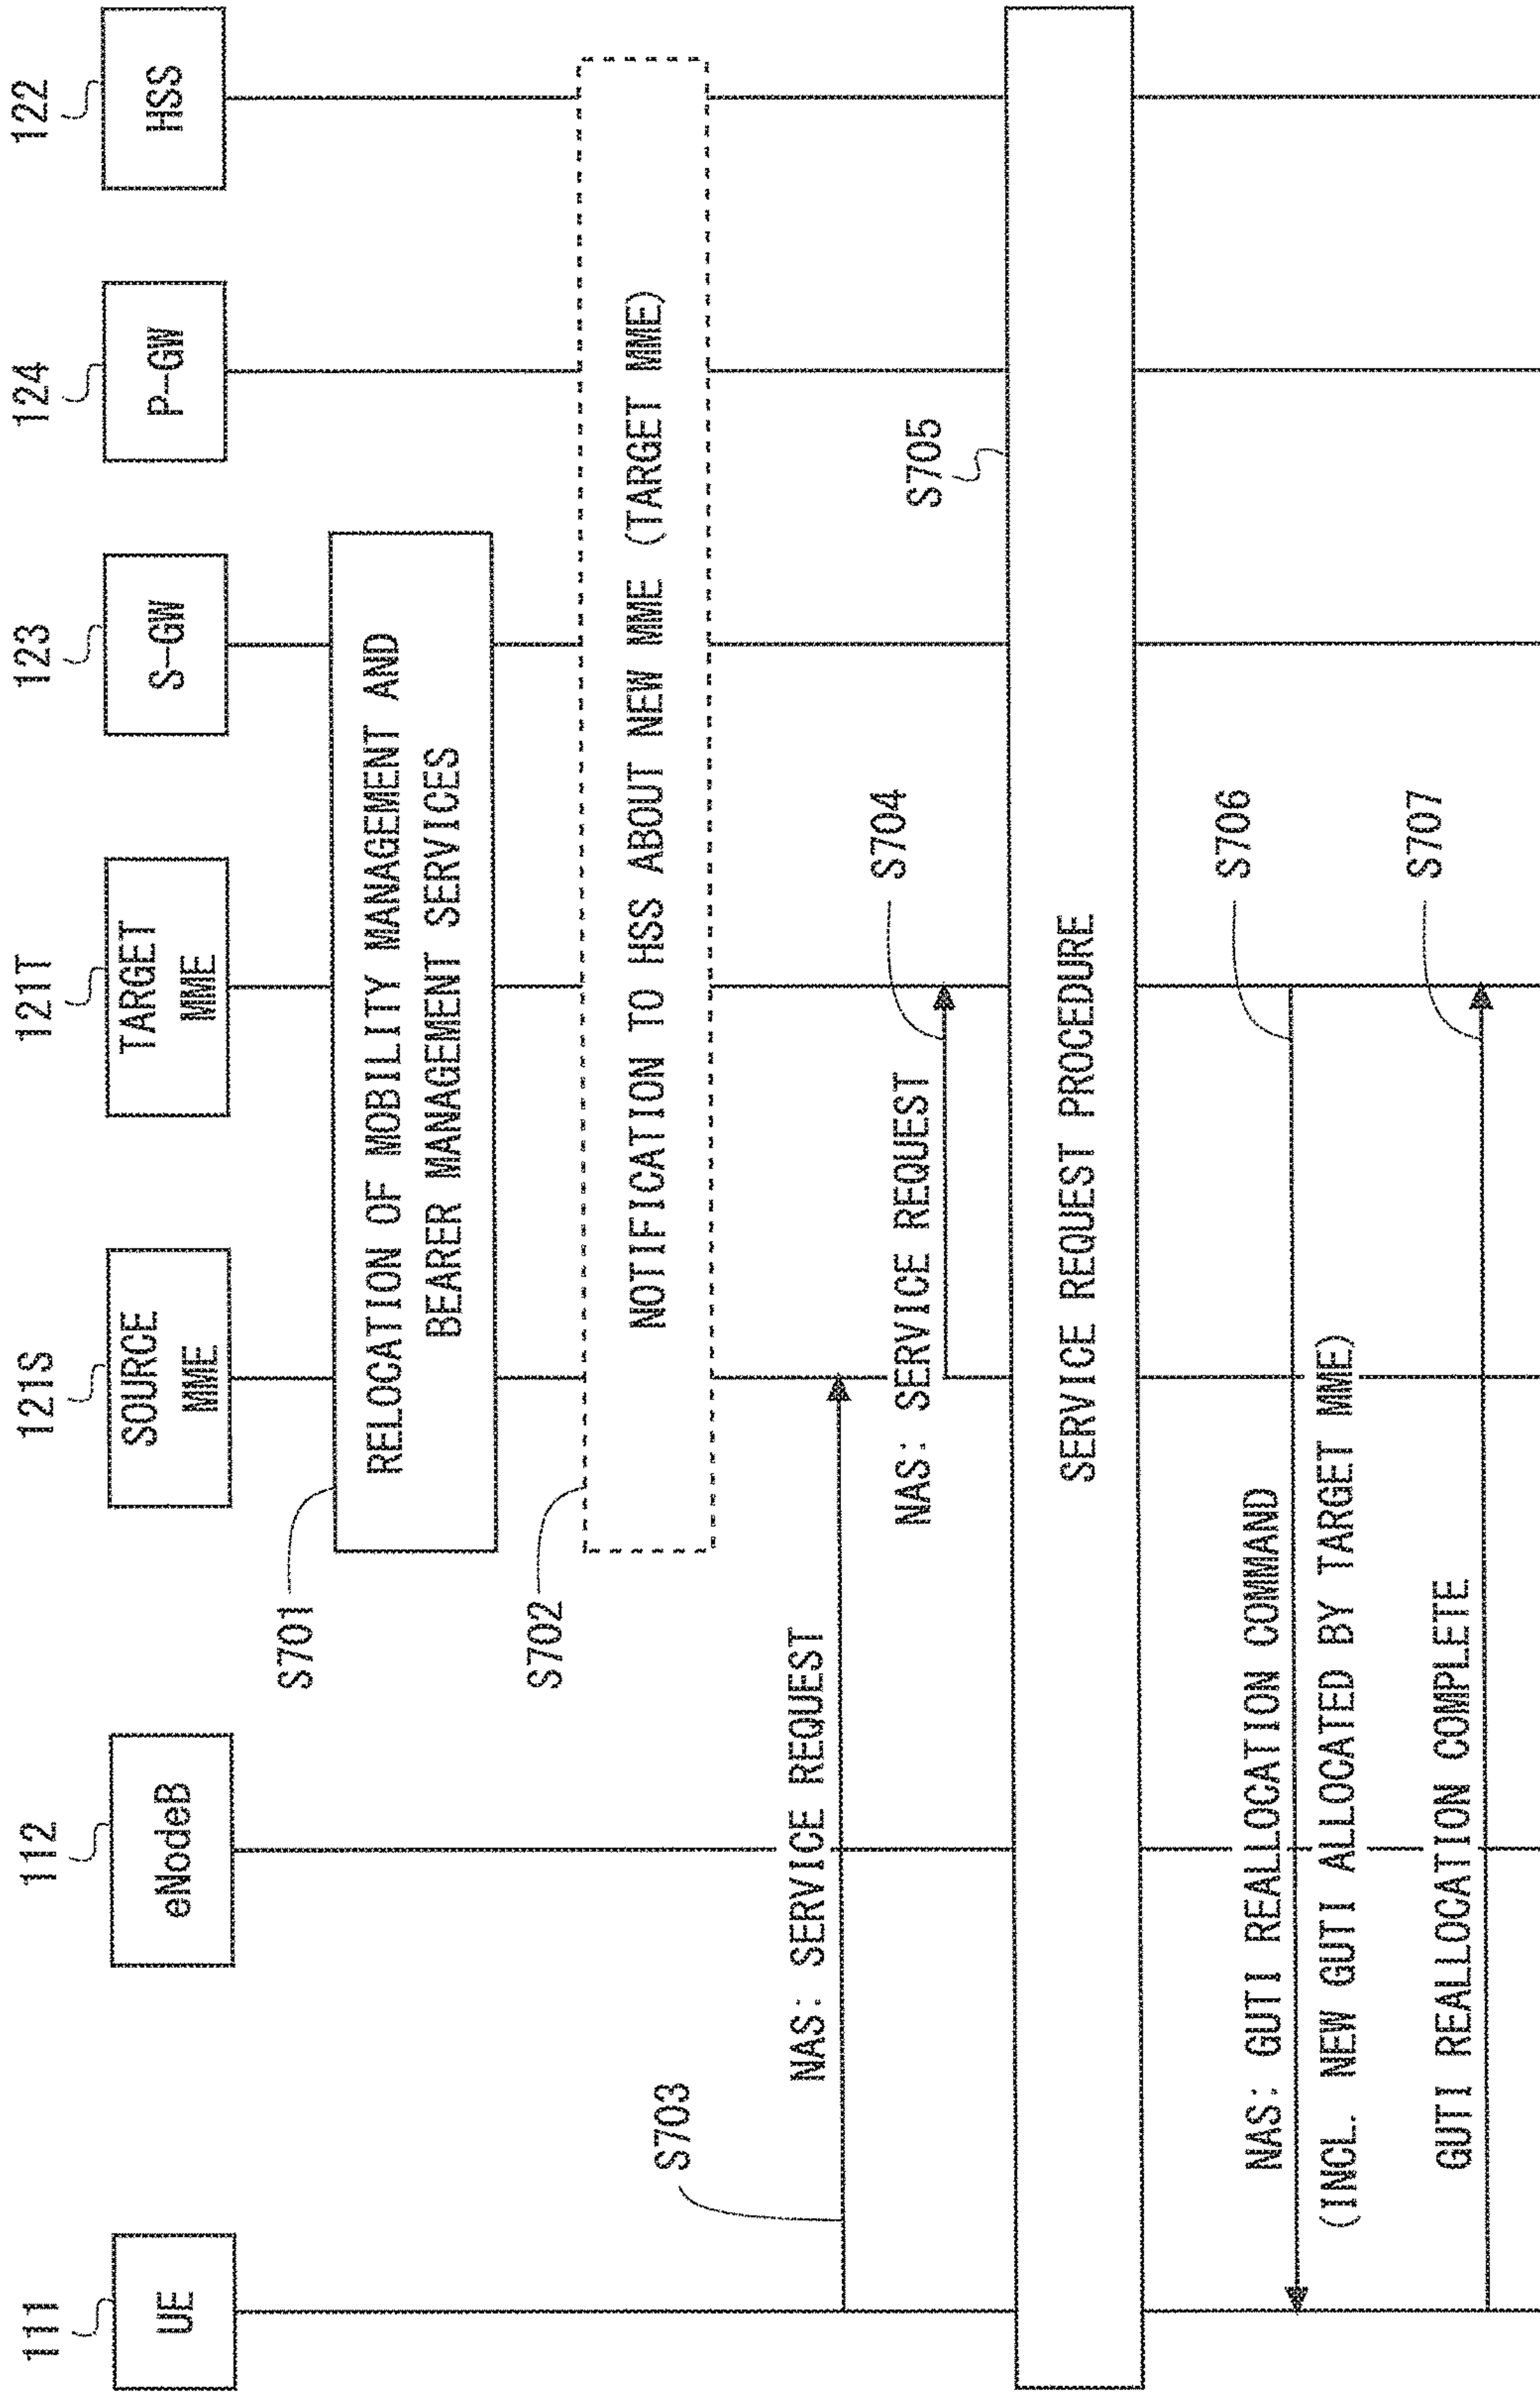 111
UE
112
eNodeB
121S
SOURCE
MME
121T
TARGET
MME
123
S-GW
124
P-GW
122
HSS
S701
RELOCATION OF MOBILITY MANAGEMENT AND
BEARER MANAGEMENT SERVICES
S702
NOTIFICATION TO HSS ABOUT NEW MME (TARGET MME)
S703
NAS: SERVICE REQUEST
S704
NAS: SERVICE REQUEST
S705
SERVICE REQUEST PROCEDURE
S706
NAS: GUTI REALLOCATION COMMAND
(INCL. NEW GUTI ALLOCATED BY TARGET MME)
S707
GUTI REALLOCATION COMPLETE